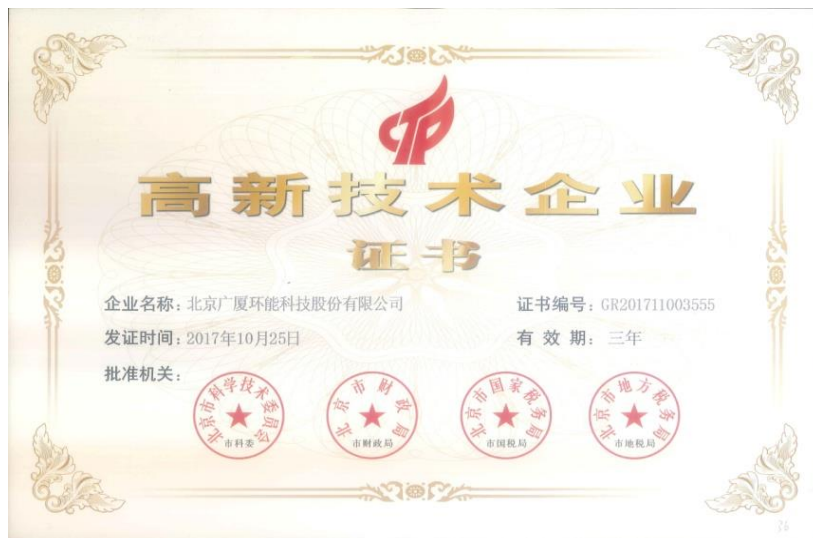 高新技术企业
证书
企业名称：北京广厦环能科技股份有限公司
证书编号：GR201711003555
发证时间：2017年10月25日
有效期：三年
批准机关：
北京市科学技术委员会
市科委
北京市财政局
市财政局
北京市国家税务局
市国税局
北京市地方税务局
市地税局
36